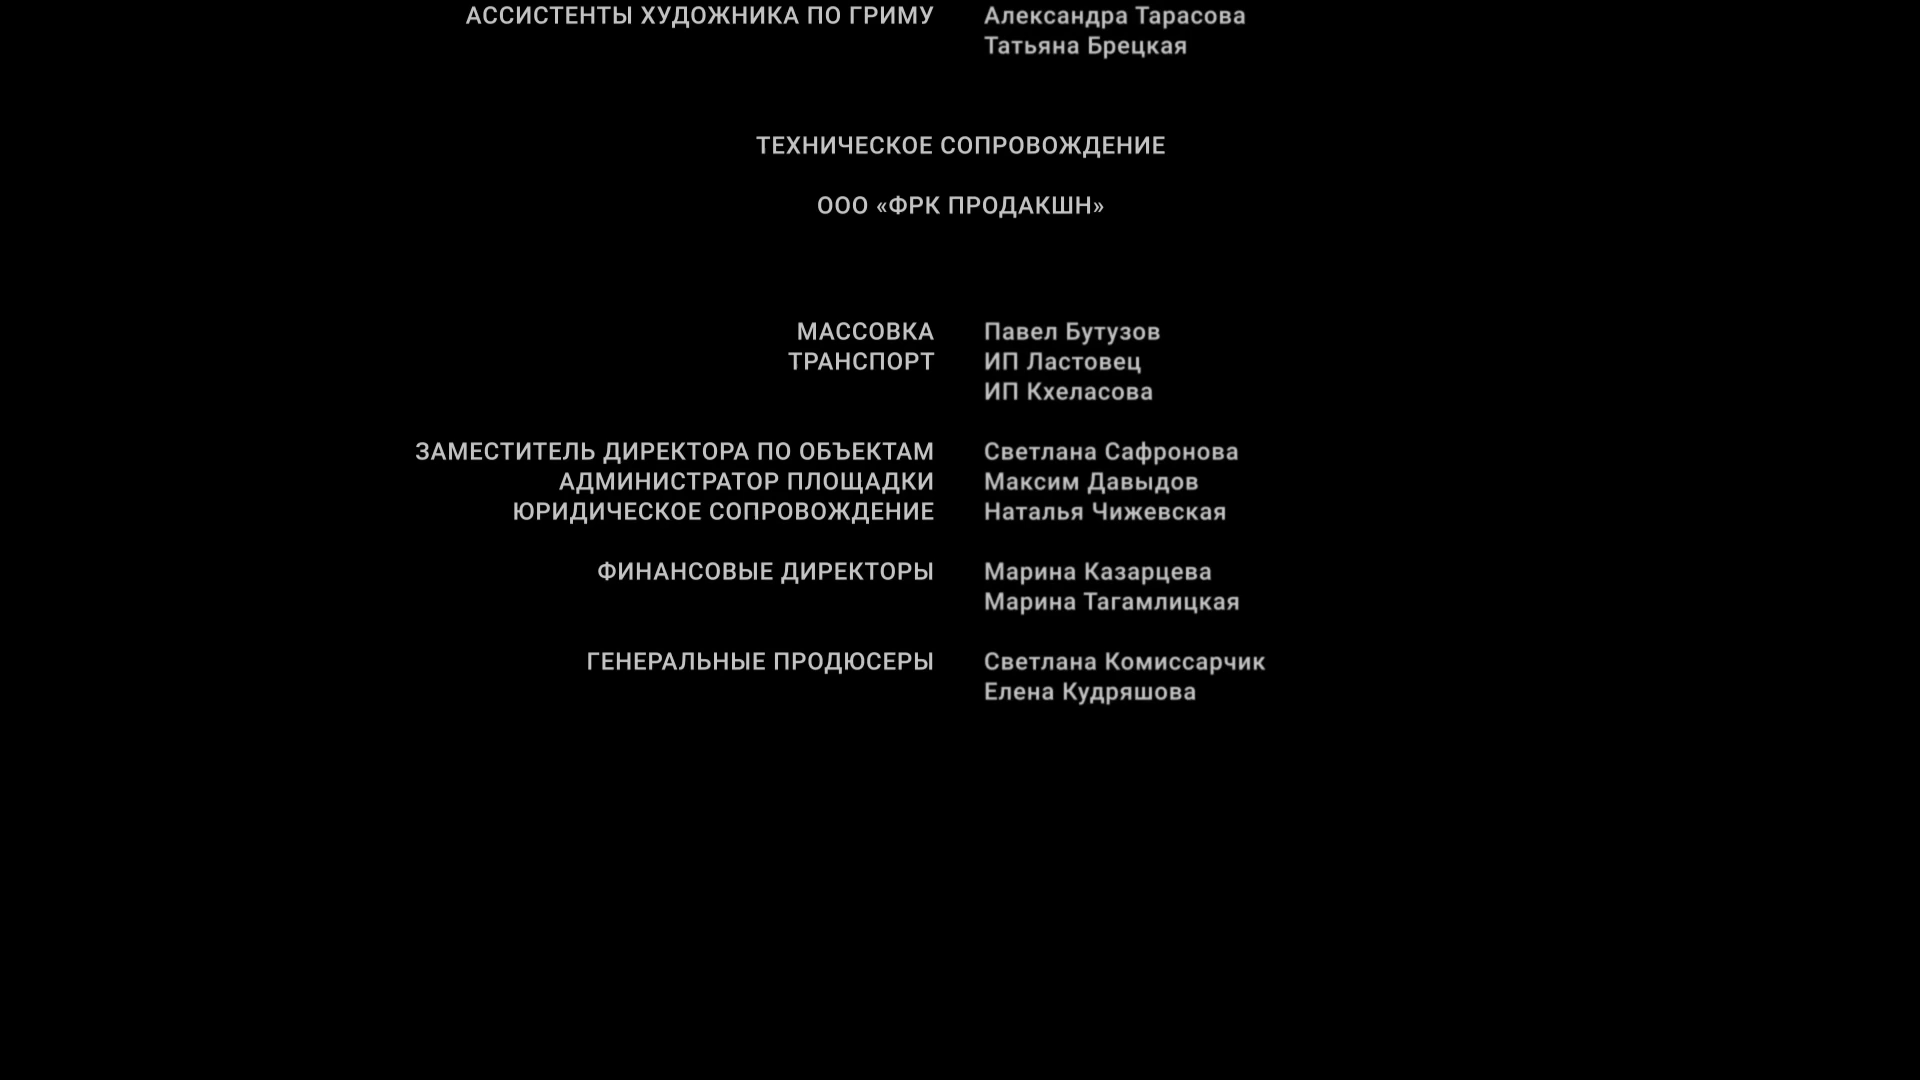 АССИСТЕНТЫ ХУДОЖНИКА ПО ГРИМУ Александра Тарасова
Татьяна Брецкая
ТЕХНИЧЕСКОЕ СОПРОВОЖДЕНИЕ
ООО «ФРК ПРОДАКШН»
МАССОВКА Павел Бутузов
ТРАНСПОРТ ИП Ластовец
ИП Кхеласова
ЗАМЕСТИТЕЛЬ ДИРЕКТОРА ПО ОБЪЕКТАМ Светлана Сафронова
АДМИНИСТРАТОР ПЛОЩАДКИ Максим Давыдов
ЮРИДИЧЕСКОЕ СОПРОВОЖДЕНИЕ Наталья Чижевская
ФИНАНСОВЫЕ ДИРЕКТОРЫ Марина Казарцева
Марина Тагамлицкая
ГЕНЕРАЛЬНЫЕ ПРОДЮСЕРЫ Светлана Комиссарчик
Елена Кудряшова